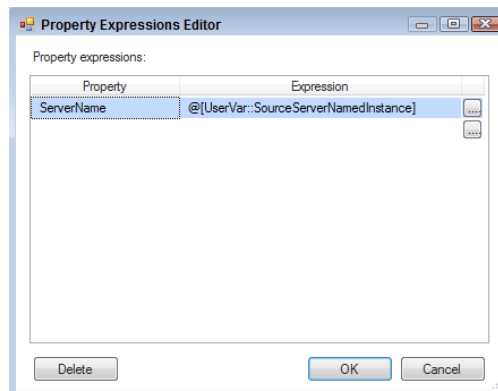 Property Expressions Editor
Property expressions:
Property Expression
ServerName @[UserVar::SourceServerNamedInstance] ...
...
Delete OK Cancel